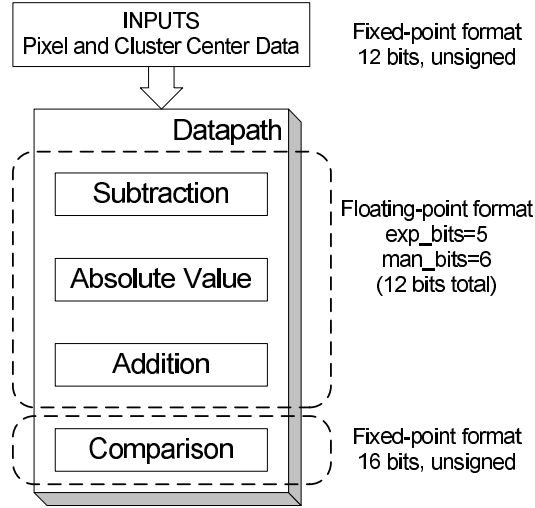 INPUTS
Pixel and Cluster Center Data
Fixed-point format
12 bits, unsigned
Datapath
Subtraction
Absolute Value
Addition
Floating-point format
exp_bits=5
man_bits=6
(12 bits total)
Comparison
Fixed-point format
16 bits, unsigned